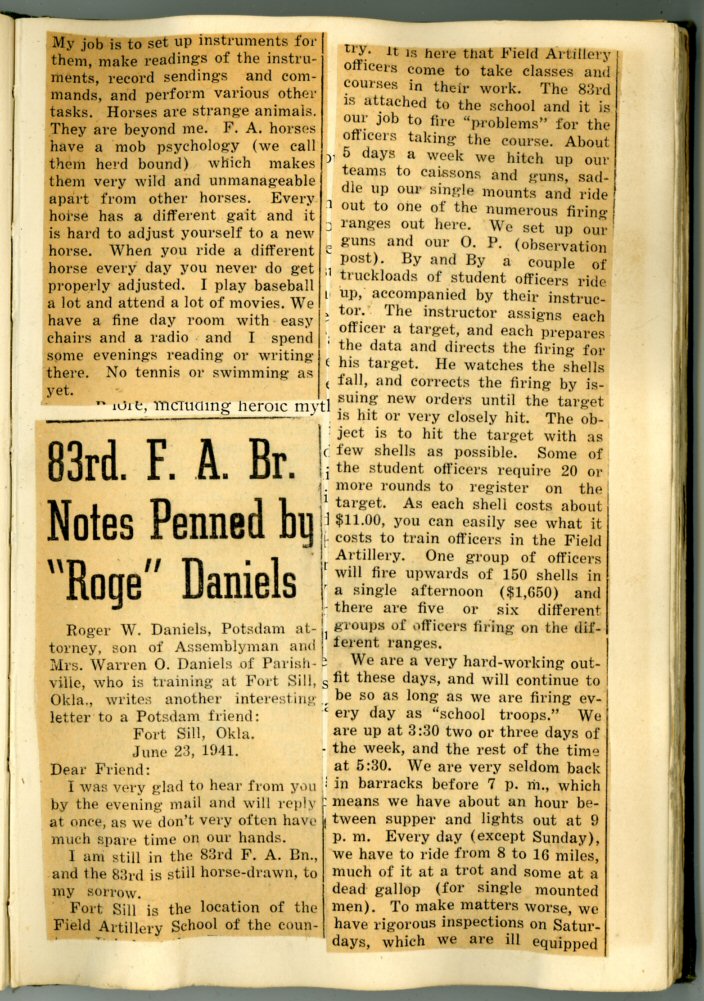 My job is to set up instruments for
them, make readings of the instru-
ments, record sendings and com-
mands, and perform various other
tasks. Horses are strange animals.
They are beyond me. F. A. horses
have a mob psychology (we call
them herd bound) which makes
them very wild and unmanageable
apart from other horses. Every
horse has a different gait and it
is hard to adjust yourself to a new
horse. When you ride a different
horse every day you never do get
properly adjusted. I play baseball
a lot and attend a lot of movies. We
have a fine day room with easy
chairs and a radio and I spend
some evenings reading or writing
there. No tennis or swimming as
yet.
including heroic myt
83rd. F. A. Br.
Notes Penned by
"Roge" Daniels
Roger W. Daniels, Potsdam at-
torney, son of Assemblyman and
Mrs. Warren O. Daniels of Parish-
ville, who is training at Fort Sill,
Okla., writes another interesting
letter to a Potsdam friend:
Fort Sill, Okla.
June 23, 1941.
Dear Friend:
I was very glad to hear from you
by the evening mail and will reply
at once, as we don't very often have
much spare time on our hands.
I am still in the 83rd F. A. Bn.,
and the 83rd is still horse-drawn, to
my sorrow.
Fort Sill is the location of the
Field Artillery School of the coun-
try. It is here that Field Artillery
officers come to take classes and
courses in their work. The 83rd
is attached to the school and it is
our job to fire "problems" for the
officers taking the course. About
5 days a week we hitch up our
teams to caissons and guns, sad-
dle up our single mounts and ride
out to one of the numerous firing
ranges out here. We set up our
guns and our O. P. (observation
post). By and By a couple of
truckloads of student officers ride
up, accompanied by their instruc-
tor. The instructor assigns each
officer a target, and each prepares
the data and directs the firing for
his target. He watches the shells
fall, and corrects the firing by is-
suing new orders until the target
is hit or very closely hit. The ob-
ject is to hit the target with as
few shells as possible. Some of
the student officers require 20 or
more rounds to register on the
target. As each shell costs about
$11.00, you can easily see what it
costs to train officers in the Field
Artillery. One group of officers
will fire upwards of 150 shells in
a single afternoon ($1,650) and
there are five or six different
groups of officers firing on the dif-
ferent ranges.
We are a very hard-working out-
fit these days, and will continue to
be so as long as we are firing ev-
ery day as "school troops." We
are up at 3:30 two or three days of
the week, and the rest of the time
at 5:30. We are very seldom back
in barracks before 7 p. m., which
means we have about an hour be-
tween supper and lights out at 9
p. m. Every day (except Sunday),
we have to ride from 8 to 16 miles,
much of it at a trot and some at a
dead gallop (for single mounted
men). To make matters worse, we
have rigorous inspections on Satur-
days, which we are ill equipped